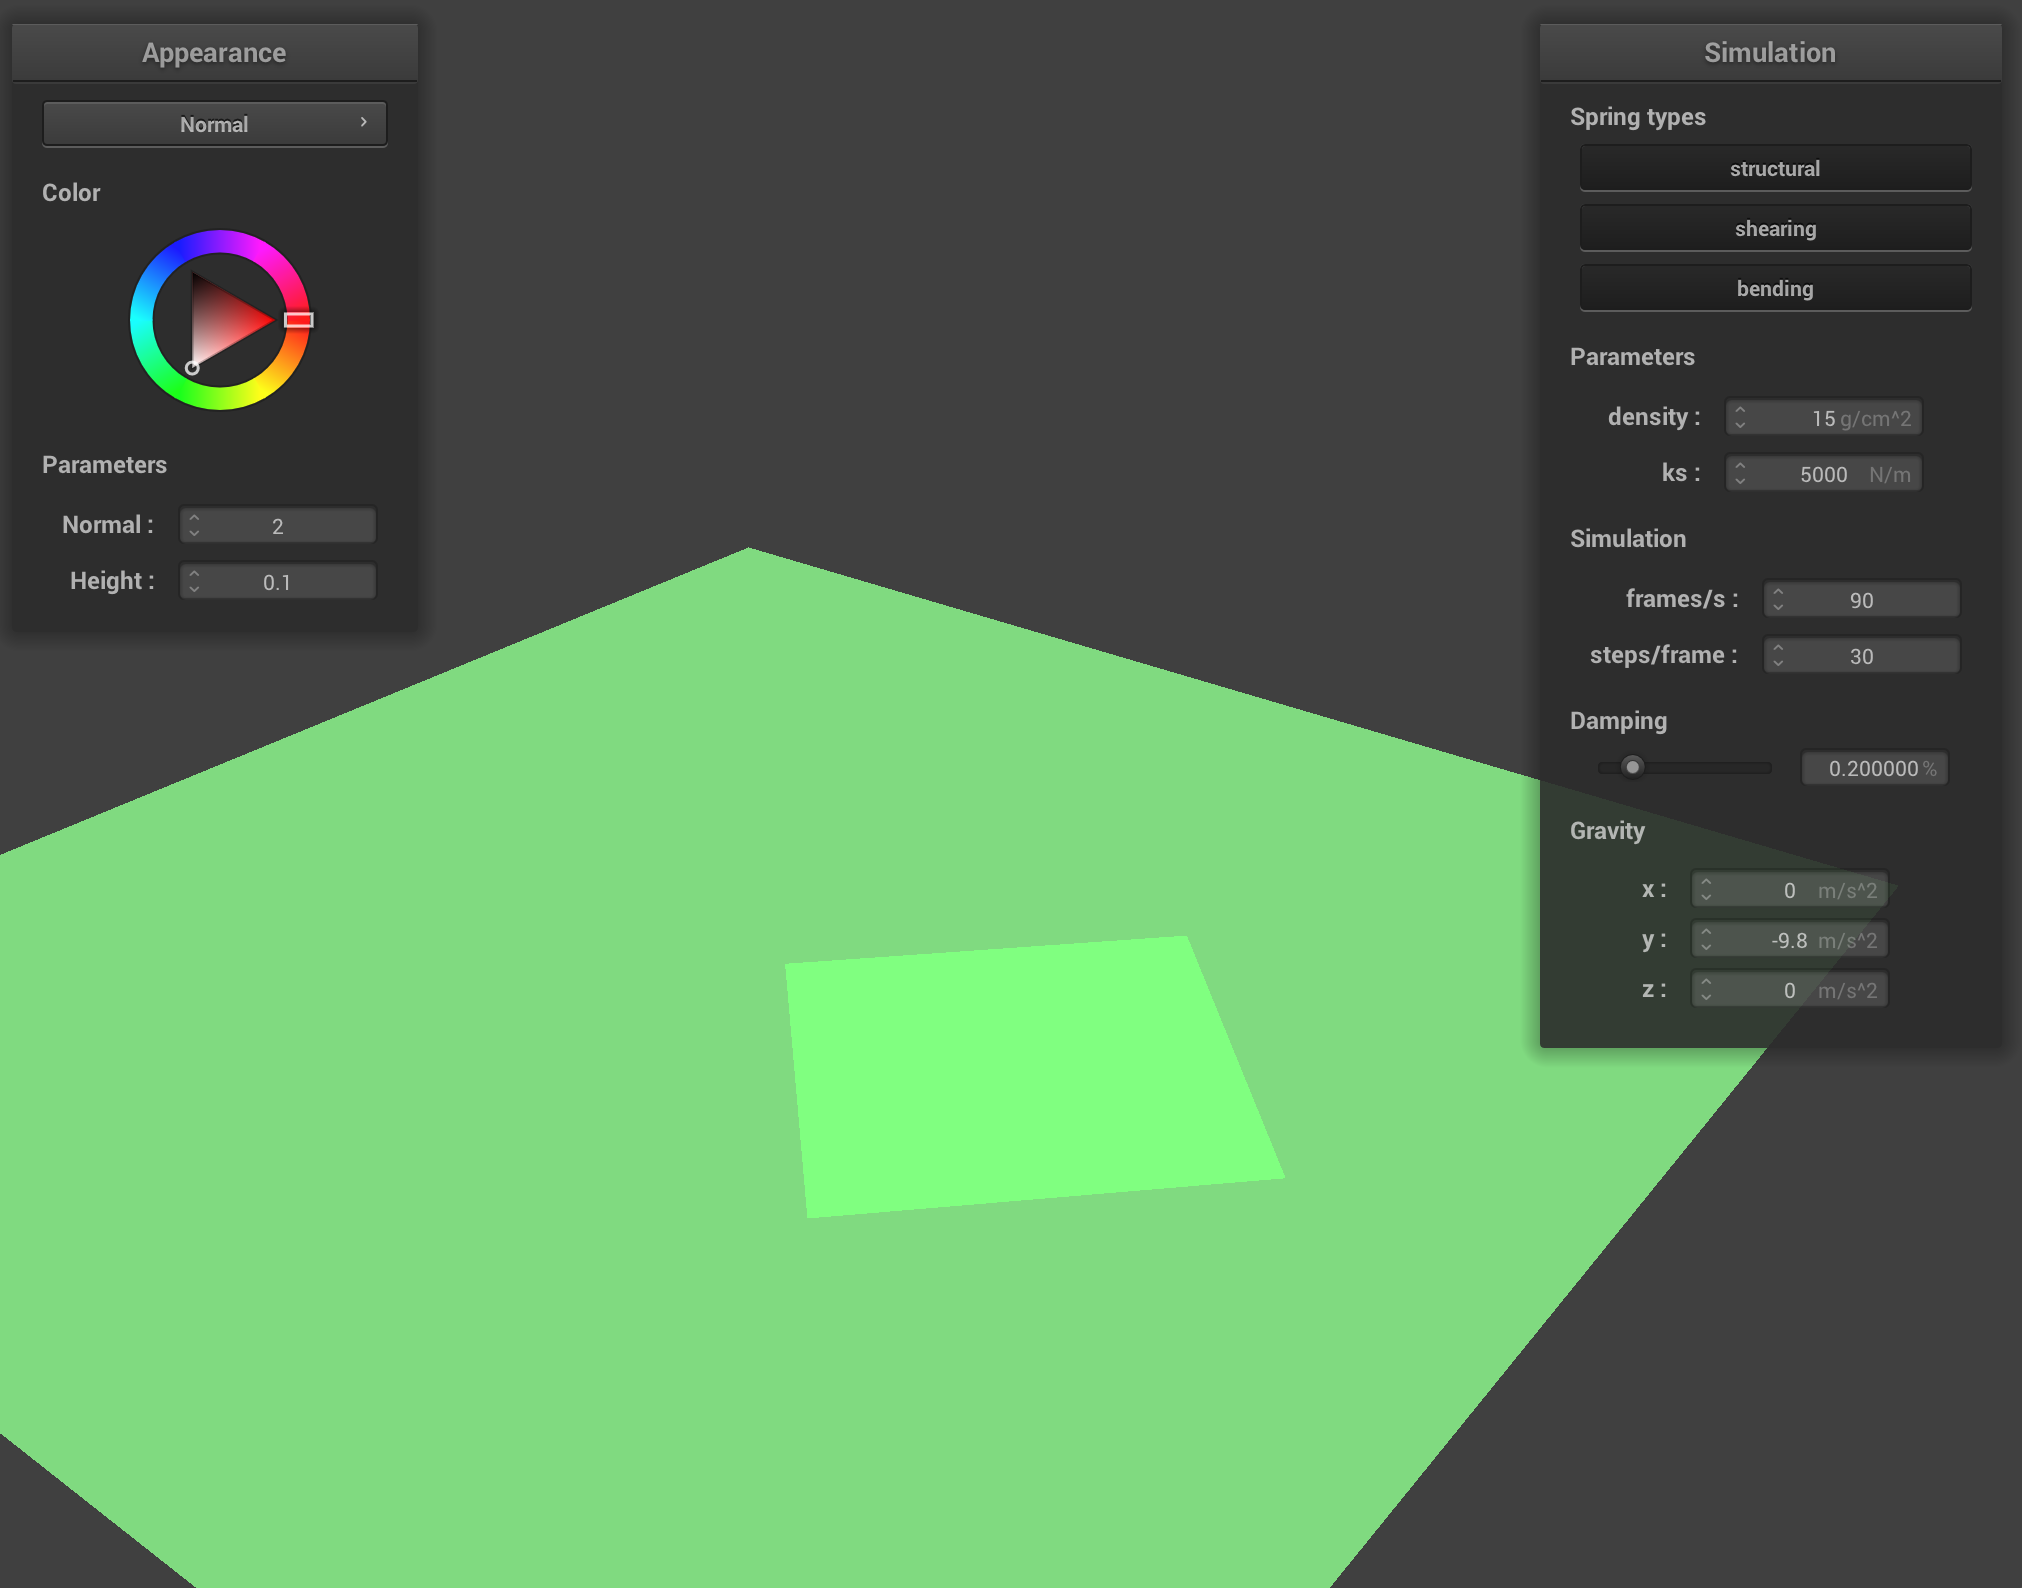 Appearance
Normal
Color
Parameters
Normal : 2
Height : 0.1
Simulation
Spring types
structural
shearing
bending
Parameters
density : 15 g/cm^2
ks : 5000 N/m
Simulation
frames/s : 90
steps/frame : 30
Damping
0.200000 %
Gravity
x : 0 m/s^2
y : -9.8 m/s^2
z : 0 m/s^2